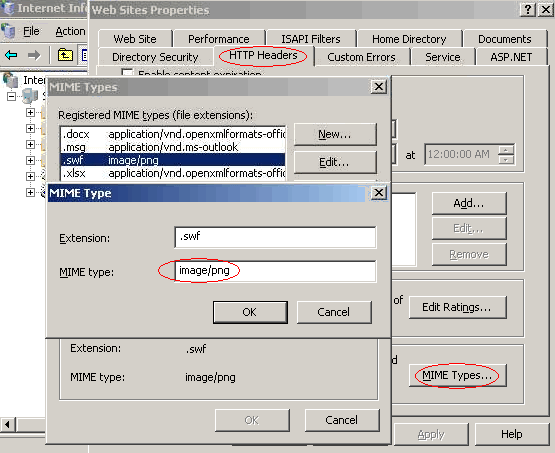 Internet Info
Web Sites Properties
File
Web Site
Performance
ISAPI Filters
Home Directory
Documents
Directory Security
HTTP Headers
Custom Errors
Service
ASP.NET
Enable content expiration
Inter
MIME Types
Registered MIME types (file extensions):
.docx application/vnd.openxmlformats-offic
.msg application/vnd.ms-outlook
.swf image/png
.xlsx application/vnd.openxmlformats-offic
New...
Edit...
at 12:00:00 AM
MIME Type
Extension: .swf
MIME type: image/png
OK
Cancel
Add...
Edit...
Remove
of
Edit Ratings...
Extension: .swf
MIME type: image/png
d
MIME Types...
OK
Cancel
Apply
Help